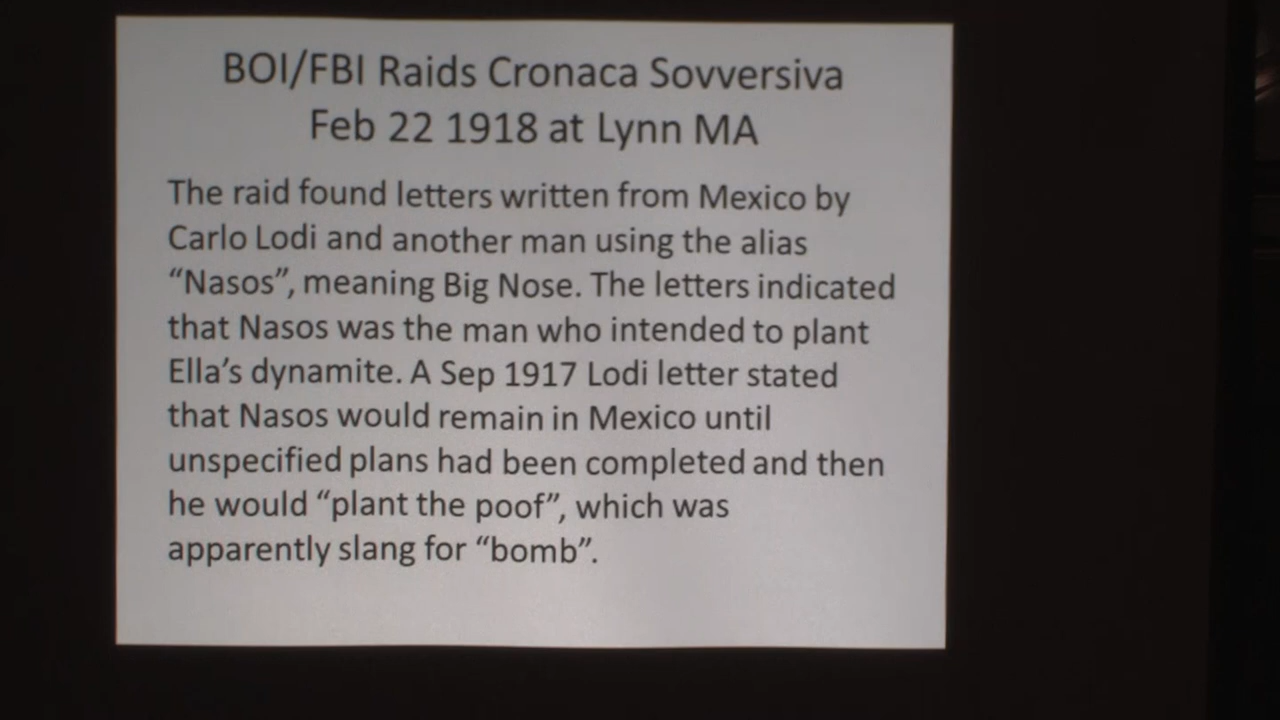 BOI/FBI Raids Cronaca Sovversiva
Feb 22 1918 at Lynn MA
The raid found letters written from Mexico by
Carlo Lodi and another man using the alias
“Nasos”, meaning Big Nose. The letters indicated
that Nasos was the man who intended to plant
Ella’s dynamite. A Sep 1917 Lodi letter stated
that Nasos would remain in Mexico until
unspecified plans had been completed and then
he would “plant the poof”, which was
apparently slang for “bomb”.